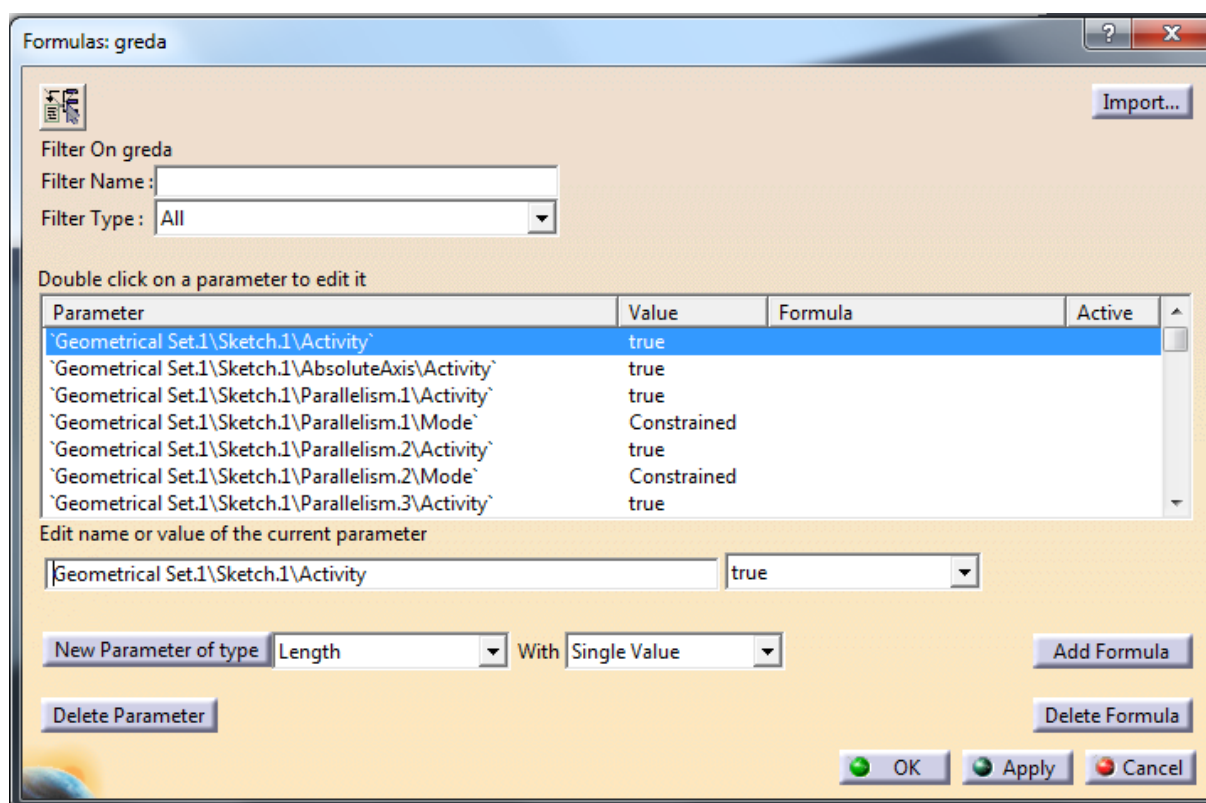 Formulas: greda
?
X
Import...
Filter On greda
Filter Name :
Filter Type : All
Double click on a parameter to edit it
Parameter Value Formula Active
`Geometrical Set.1\Sketch.1\Activity` true
`Geometrical Set.1\Sketch.1\AbsoluteAxis\Activity` true
`Geometrical Set.1\Sketch.1\Parallelism.1\Activity` true
`Geometrical Set.1\Sketch.1\Parallelism.1\Mode` Constrained
`Geometrical Set.1\Sketch.1\Parallelism.2\Activity` true
`Geometrical Set.1\Sketch.1\Parallelism.2\Mode` Constrained
`Geometrical Set.1\Sketch.1\Parallelism.3\Activity` true
Edit name or value of the current parameter
Geometrical Set.1\Sketch.1\Activity true
New Parameter of type Length With Single Value Add Formula
Delete Parameter Delete Formula
OK Apply Cancel